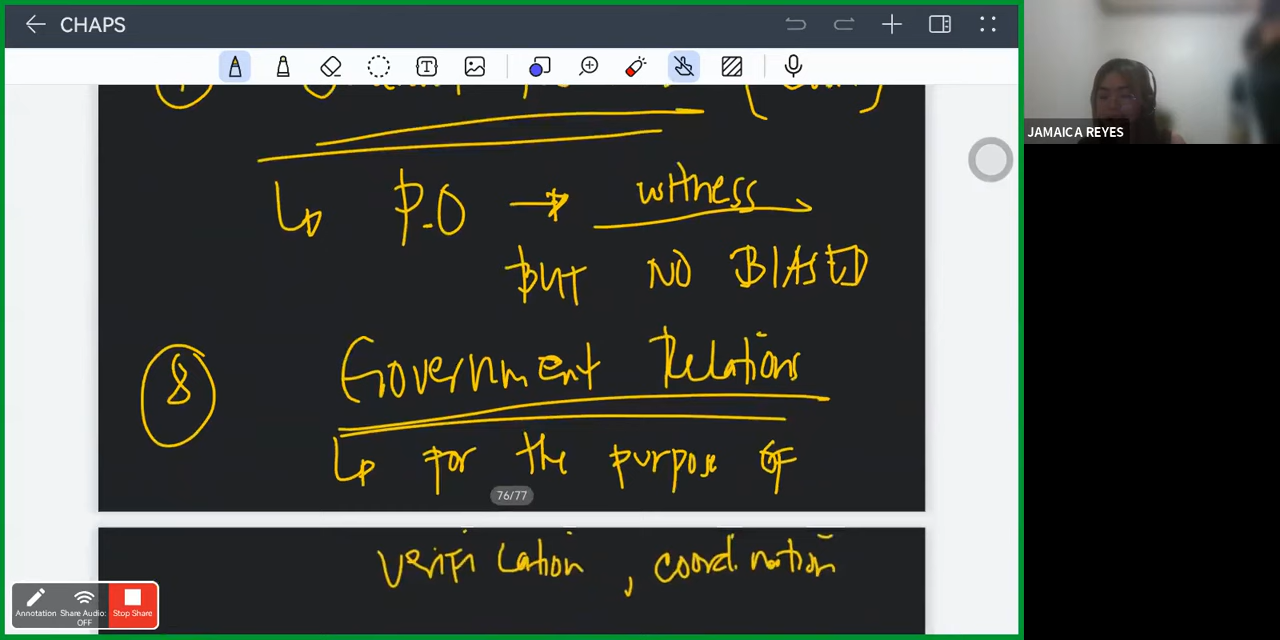 CHAPS
JAMAICA REYES
↳ P.O → witness
BUT NO BIASED
8 Government Relations
↳ for the purpose of
76/77
verification, coordination
Annotation Share Audio: OFF Stop Share